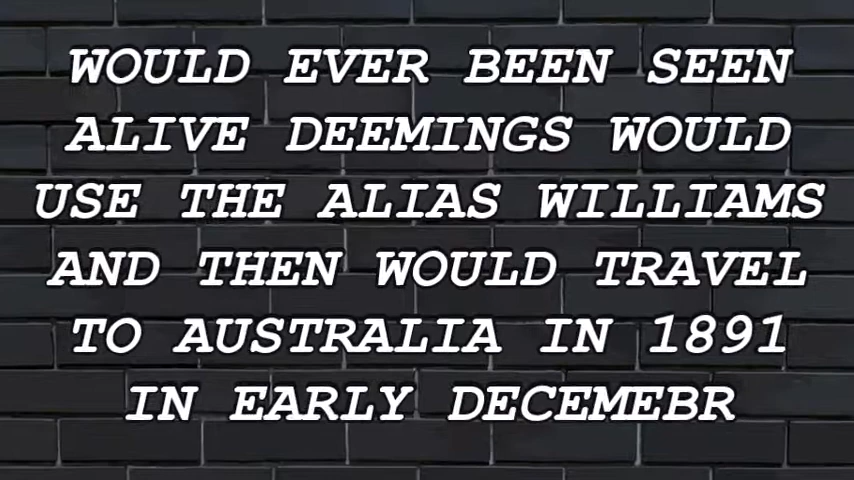 WOULD EVER BEEN SEEN
ALIVE DEEMINGS WOULD
USE THE ALIAS WILLIAMS
AND THEN WOULD TRAVEL
TO AUSTRALIA IN 1891
IN EARLY DECEMEBR